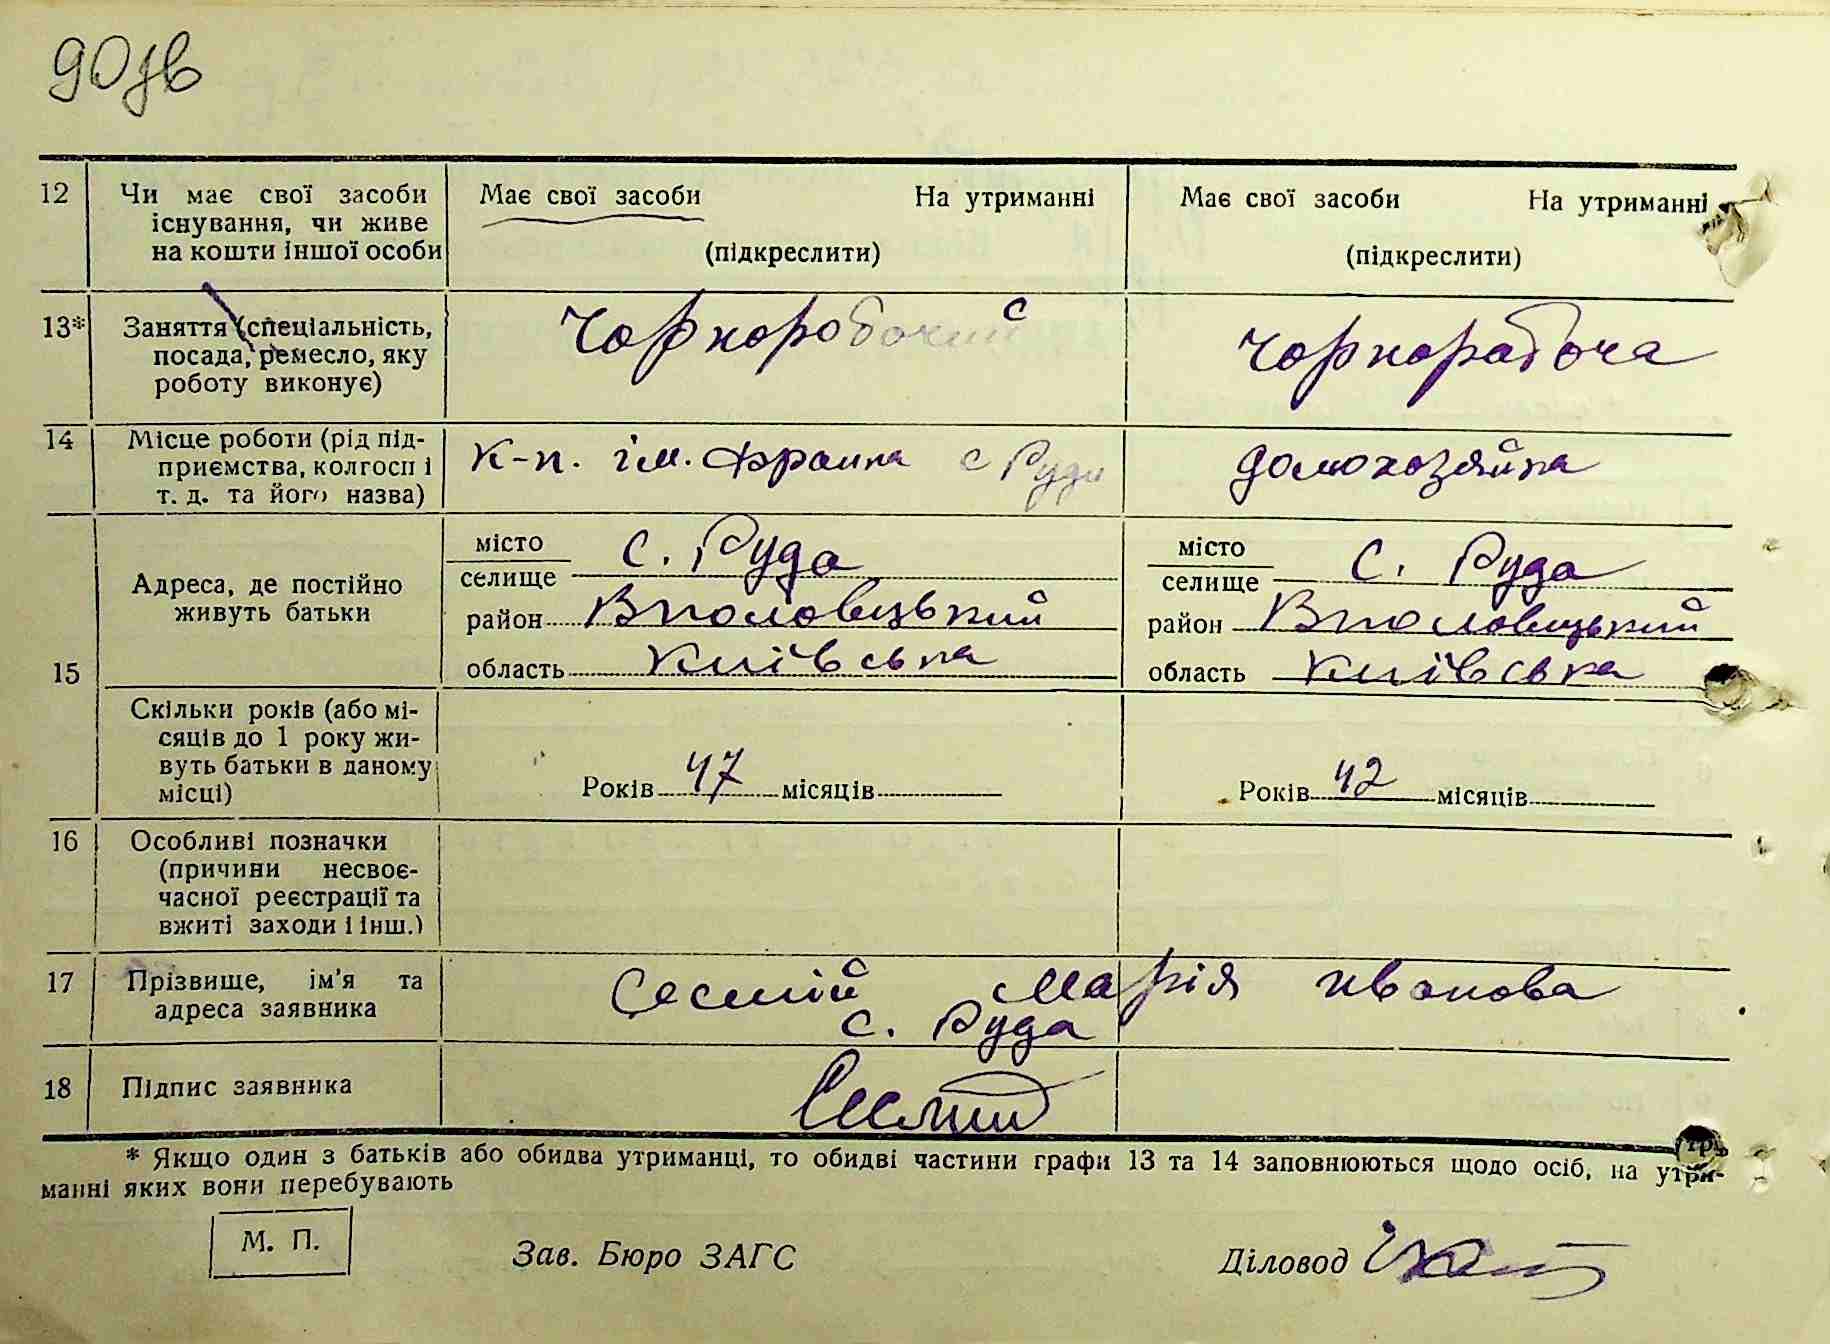 90зв
12 Чи має свої засоби існування, чи живе на кошти іншої особи
Має свої засоби На утриманні
(підкреслити)
Має свої засоби На утриманні
(підкреслити)
13* Заняття (спеціальність, посада, ремесло, яку роботу виконує)
Чорноробочий
чорноробоча
14 Місце роботи (рід підприємства, колгосп і т. д. та його назва)
к-п. ім. Франка с Руди
домохозяйка
15 Адреса, де постійно живуть батьки
місто
селище с. Руда
район
область Київська
місто
селище с. Руда
район
область Київська
Скільки років (або місяців до 1 року живуть батьки в даному місці)
Років 47 місяців
Років 42 місяців
16 Особливі позначки (причини несвоєчасної реєстрації та вжиті заходи і інш.)
17 Прізвище, ім'я та адреса заявника
Марія Иванова
с. Руда
18 Підпис заявника
* Якщо один з батьків або обидва утриманці, то обидві частини графи 13 та 14 заповнюються щодо осіб, на утри-
манні яких вони перебувають
М. П.
Зав. Бюро ЗАГС
Діловод